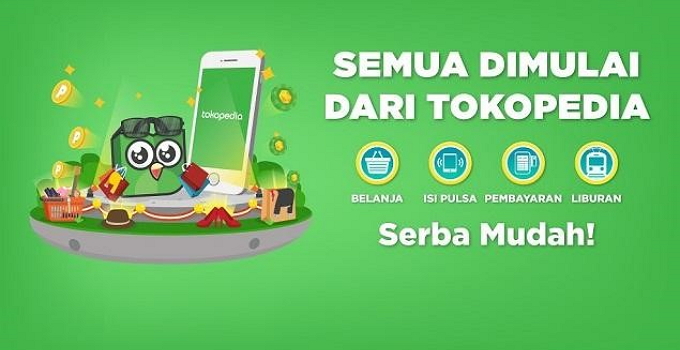 SEMUA DIMULAI
DARI TOKOPEDIA
tokopedia
BELANJA
ISI PULSA
PEMBAYARAN
LIBURAN
Serba Mudah!